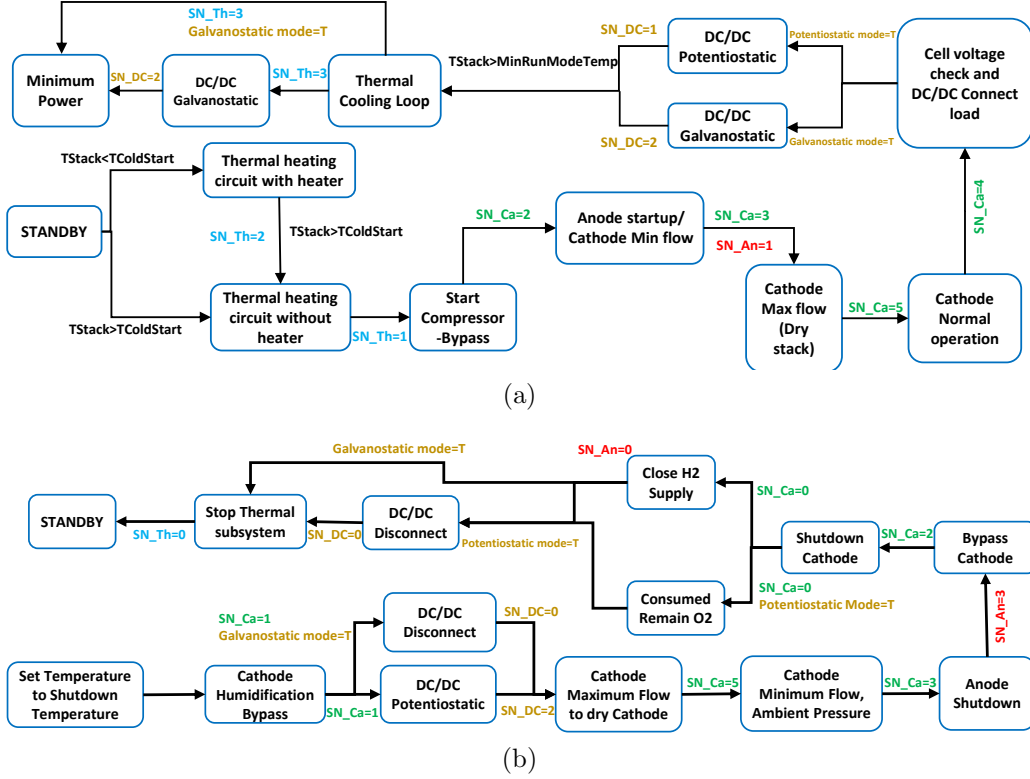 SN_Th=3
Galvanostatic mode=T
Minimum
Power
SN_DC=2
DC/DC
Galvanostatic
SN_Th=3
Thermal
Cooling Loop
TStack>MinRunModeTemp
SN_DC=1
SN_DC=2
DC/DC
Potentiostatic
DC/DC
Galvanostatic
Potentiostatic mode=T
Galvanostatic mode=T
Cell voltage
check and
DC/DC Connect
load
STANDBY
TStack<TColdStart
TStack>TColdStart
Thermal heating
circuit with heater
SN_Th=2
TStack>TColdStart
Thermal heating
circuit without
heater
SN_Th=1
Start
Compressor
-Bypass
SN_Ca=2
Anode startup/
Cathode Min flow
SN_Ca=3
SN_An=1
Cathode
Max flow
(Dry
stack)
SN_Ca=5
Cathode
Normal
operation
SN_Ca=4
(a)
Galvanostatic mode=T
SN_An=0
Close H2
Supply
SN_Ca=0
STANDBY
SN_Th=0
Stop Thermal
subsystem
SN_DC=0
DC/DC
Disconnect
Potentiostatic mode=T
Shutdown
Cathode
SN_Ca=2
Bypass
Cathode
SN_Ca=0
Potentiostatic Mode=T
Consumed
Remain O2
SN_An=3
Set Temperature
to Shutdown
Temperature
Cathode
Humidification
Bypass
SN_Ca=1
Galvanostatic mode=T
SN_Ca=1
DC/DC
Disconnect
DC/DC
Potentiostatic
SN_DC=0
SN_DC=2
Cathode
Maximum Flow
to dry Cathode
SN_Ca=5
Cathode
Minimum Flow,
Ambient Pressure
SN_Ca=3
Anode
Shutdown
(b)